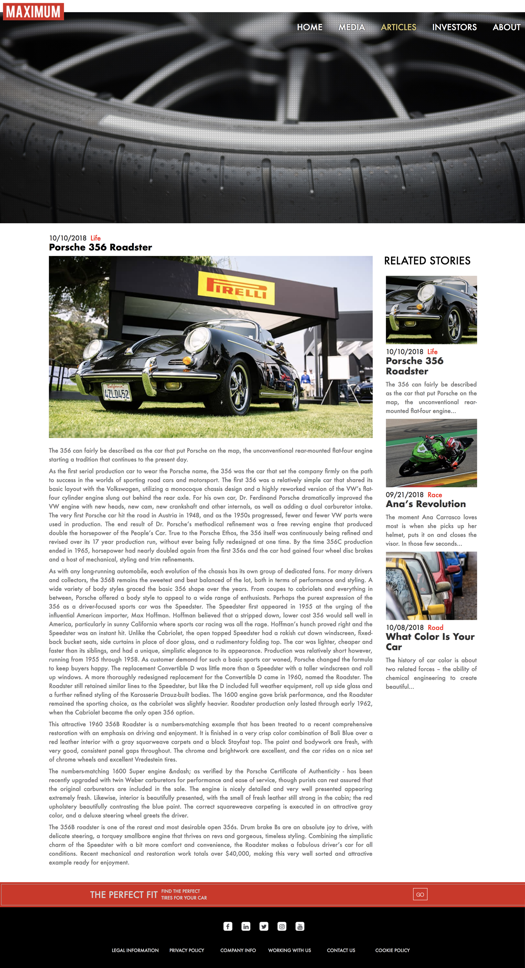 MAXIMUM
HOME MEDIA ARTICLES INVESTORS ABOUT
10/10/2018 Life
Porsche 356 Roadster
PIRELLI
The 356 can fairly be described as the car that put Porsche on the map, the unconventional rear-mounted flat-four engine
starting a tradition that continues to the present day.
As the first serial production car to wear the Porsche name, the 356 was the car that set the company firmly on the path
to success in the worlds of sporting road cars and motorsport. The first 356 was a relatively simple car that shared its
basic layout with the Volkswagen, utilizing a monocoque chassis design and a highly reworked version of the VW's flat-
four cylinder engine slung out behind the rear axle. For his own car, Dr. Ferdinand Porsche dramatically improved the
VW engine with new heads, new cam, new crankshaft and other internals, as well as adding a dual carburetor intake.
The very first Porsche car hit the road in Austria in 1948, and as the 1950s progressed, fewer and fewer VW parts were
used in production. The end result of Dr. Porsche's methodical refinement was a free revving engine that produced
double the horsepower of the People's Car. True to the Porsche Ethos, the 356 itself was continuously being refined and
revised over its 17 year production run, without ever being fully redesigned at one time. By the time 356C production
ended in 1965, horsepower had nearly doubled again from the first 356s and the car had gained four wheel disc brakes
and a host of mechanical, styling and trim refinements.
As with any long-running automobile, each evolution of the chassis has its own group of dedicated fans. For many drivers
and collectors, the 356B remains the sweetest and best balanced of the lot, both in terms of performance and styling. A
wide variety of body styles graced the basic 356 shape over the years. From coupes to cabriolets and everything in
between, Porsche offered a body style to appeal to a wide range of enthusiasts. Perhaps the purest expression of the
356 as a driver-focused sports car was the Speedster. The Speedster first appeared in 1955 at the urging of the
influential American importer, Max Hoffman. Hoffman believed that a stripped down, lower cost 356 would sell well in
America, particularly in sunny California where sports car racing was all the rage. Hoffman's hunch proved right and the
Speedster was an instant hit. Unlike the Cabriolet, the open topped Speedster had a rakish cut down windscreen, fixed-
back bucket seats, side curtains in place of door glass, and a rudimentary folding top. The car was lighter, cheaper and
faster than its siblings, and had a unique, simplistic elegance to its appearance. Production was relatively short however,
running from 1955 through 1958. As customer demand for such a basic sports car waned, Porsche changed the formula
to keep buyers happy. The replacement Convertible D was little more than a Speedster with a taller windscreen and roll
up windows. A more thoroughly redesigned replacement for the Convertible D came in 1960, named the Roadster. The
Roadster still retained similar lines to the Speedster, but like the D included full weather equipment, roll up side glass and
a further refined styling of the Karosserie Drauz-built bodies. The 1600 engine gave brisk performance, and the Roadster
remained the sporting choice, as the cabriolet was slightly heavier. Roadster production only lasted through early 1962,
when the Cabriolet became the only open 356 option.
This attractive 1960 356B Roadster is a numbers-matching example that has been treated to a recent comprehensive
restoration with an emphasis on driving and enjoyment. It is finished in a very crisp color combination of Bali Blue over a
red leather interior with a gray squareweave carpets and a black Stayfast top. The paint and bodywork are fresh, with
very good, consistent panel gaps throughout. The chrome and brightwork are excellent, and the car rides on a nice set
of chrome wheels and excellent Vredestein tires.
The numbers-matching 1600 Super engine &ndash; as verified by the Porsche Certificate of Authenticity - has been
recently upgraded with twin Weber carburetors for performance and ease of service, though purists can rest assured that
the original carburetors are included in the sale. The engine is nicely detailed and very well presented appearing
extremely fresh. Likewise, interior is beautifully presented, with the smell of fresh leather still strong in the cabin; the red
upholstery beautifully contrasting the blue paint. The correct squareweave carpeting is executed in an attractive gray
color, and a deluxe steering wheel greets the driver.
The 356B roadster is one of the rarest and most desirable open 356s. Drum brake Bs are an absolute joy to drive, with
delicate steering, a torquey smallbore engine that thrives on revs and gorgeous, timeless styling. Combining the simplistic
charm of the Speedster with a bit more comfort and convenience, the Roadster makes a fabulous driver's car for all
conditions. Recent mechanical and restoration work totals over $40,000, making this very well sorted and attractive
example ready for enjoyment.
RELATED STORIES
10/10/2018 Life
Porsche 356
Roadster
The 356 can fairly be described
as the car that put Porsche on the
map, the unconventional rear-
mounted flat-four engine...
09/21/2018 Race
Ana's Revolution
The moment Ana Carrasco loves
most is when she picks up her
helmet, puts it on and closes the
visor. In those few seconds...
10/08/2018 Road
What Color Is Your
Car
The history of car color is about
two related forces – the ability of
chemical engineering to create
beautiful...
THE PERFECT FIT FIND THE PERFECT
TIRES FOR YOUR CAR
GO
LEGAL INFORMATION PRIVACY POLICY COMPANY INFO WORKING WITH US CONTACT US COOKIE POLICY